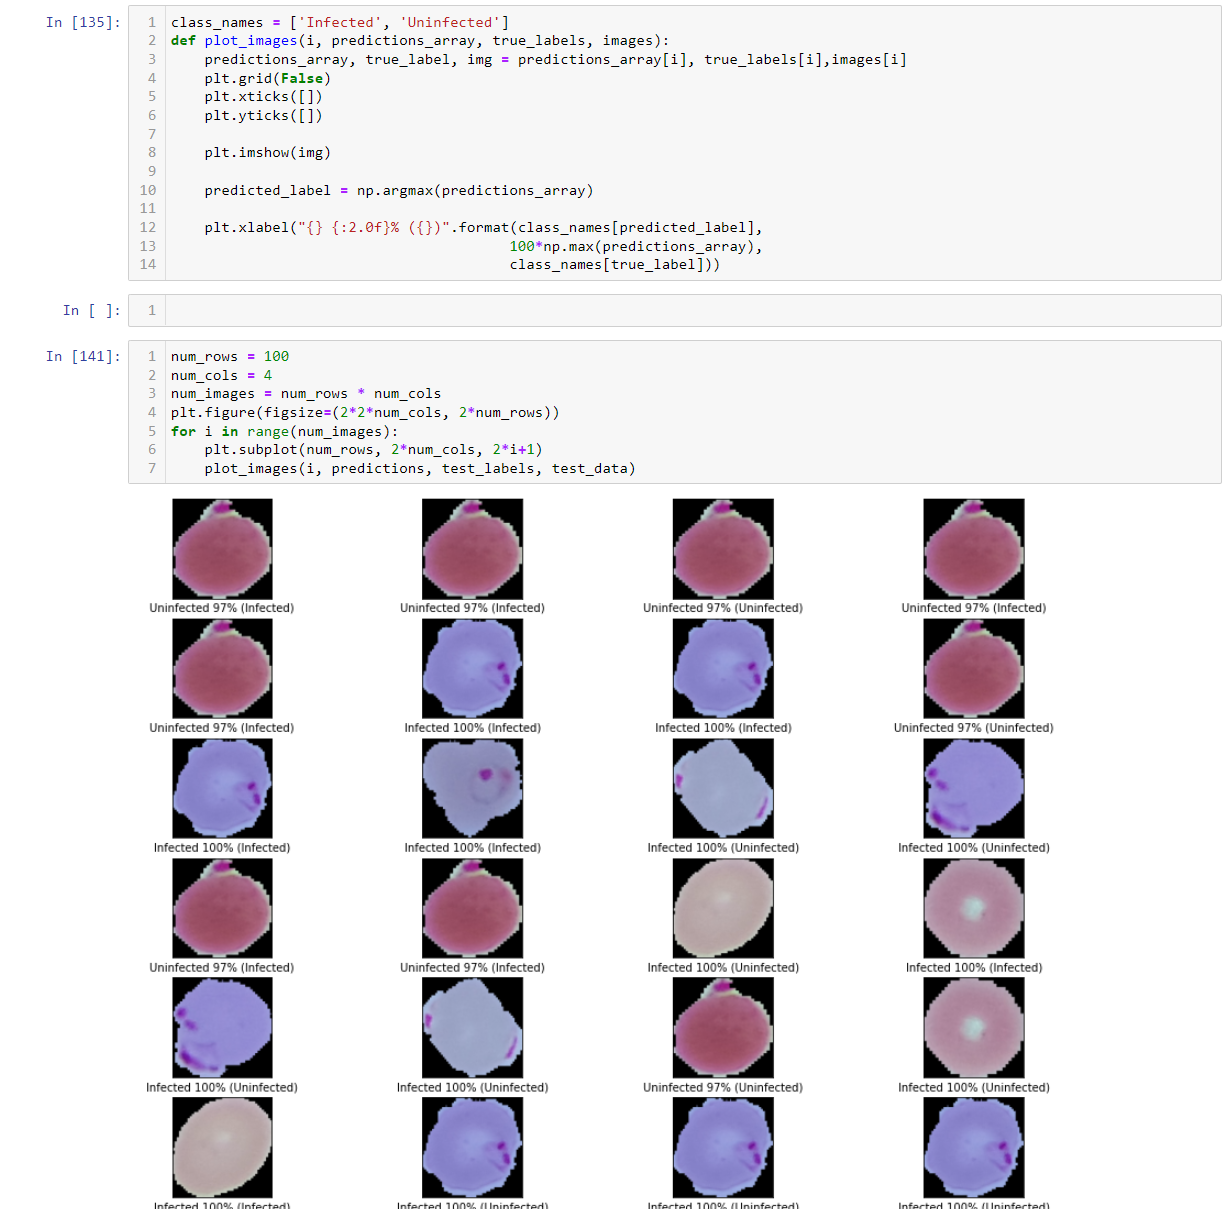 In [135]:
1 class_names = ['Infected', 'Uninfected']
2 def plot_images(i, predictions_array, true_labels, images):
3     predictions_array, true_label, img = predictions_array[i], true_labels[i],images[i]
4     plt.grid(False)
5     plt.xticks([])
6     plt.yticks([])
7
8     plt.imshow(img)
9
10     predicted_label = np.argmax(predictions_array)
11
12     plt.xlabel("{} {:2.0f}% ({})".format(class_names[predicted_label],
13                                         100*np.max(predictions_array),
14                                         class_names[true_label]))
In [ ]:
1
In [141]:
1 num_rows = 100
2 num_cols = 4
3 num_images = num_rows * num_cols
4 plt.figure(figsize=(2*2*num_cols, 2*num_rows))
5 for i in range(num_images):
6     plt.subplot(num_rows, 2*num_cols, 2*i+1)
7     plot_images(i, predictions, test_labels, test_data)
Uninfected 97% (Infected) Uninfected 97% (Infected) Uninfected 97% (Uninfected) Uninfected 97% (Infected)
Uninfected 97% (Infected) Infected 100% (Infected) Infected 100% (Infected) Uninfected 97% (Uninfected)
Infected 100% (Infected) Infected 100% (Infected) Infected 100% (Uninfected) Infected 100% (Uninfected)
Uninfected 97% (Infected) Uninfected 97% (Infected) Infected 100% (Uninfected) Infected 100% (Infected)
Infected 100% (Uninfected) Infected 100% (Uninfected) Uninfected 97% (Uninfected) Infected 100% (Uninfected)
Infected 100% (Infected) Infected 100% (Uninfected) Infected 100% (Uninfected) Infected 100% (Uninfected)